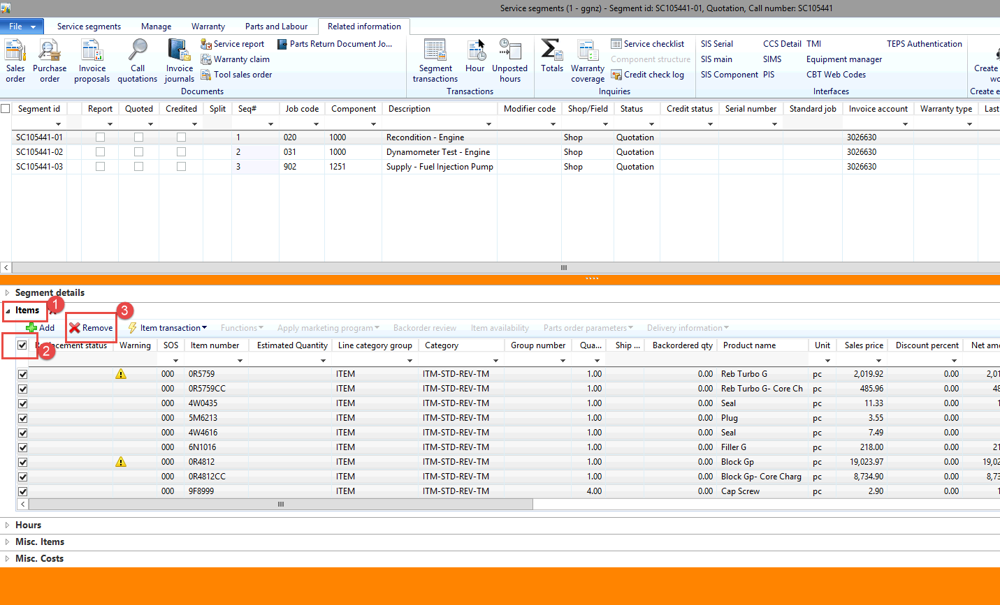 Service segments (1 - ggnz) - Segment id: SC105441-01, Quotation, Call number: SC105441
File Service segments Manage Warranty Parts and Labour Related information
Sales order
Purchase order
Invoice proposals
Call quotations
Invoice journals
Service report
Warranty claim
Tool sales order
Parts Return Document Jo...
Documents
Segment transactions
Hour
Unposted hours
Transactions
Totals
Warranty coverage
Service checklist
Component structure
Credit check log
Inquiries
SIS Serial CCS Detail TMI TEPS Authentication
SIS main SIMS Equipment manager
SIS Component PIS CBT Web Codes
Interfaces
Create
wo
Create e
Segment id Report Quoted Credited Split Seq# Job code Component Description Modifier code Shop/Field Status Credit status Serial number Standard job Invoice account Warranty type Last
SC105441-01 1 020 1000 Recondition - Engine Shop Quotation 3026630
SC105441-02 2 031 1000 Dynamometer Test - Engine Shop Quotation 3026630
SC105441-03 3 902 1251 Supply - Fuel Injection Pump Shop Quotation 3026630
Segment details
Items 1
Add Remove 3 Item transaction Functions Apply marketing program Backorder review Item availability Parts order parameters Delivery information
2 status Warning SOS Item number Estimated Quantity Line category group Category Group number Qua... Ship ... Backordered qty Product name Unit Sales price Discount percent Net amo
000 0R5759 ITEM ITM-STD-REV-TM 1.00 0.00 Reb Turbo G pc 2,019.92 0.00 2,01
000 0R5759CC ITEM ITM-STD-REV-TM 1.00 0.00 Reb Turbo G- Core Ch pc 485.96 0.00 48
000 4W0435 ITEM ITM-STD-REV-TM 1.00 0.00 Seal pc 11.33 0.00 1
000 5M6213 ITEM ITM-STD-REV-TM 1.00 0.00 Plug pc 3.55 0.00
000 4W4616 ITEM ITM-STD-REV-TM 1.00 0.00 Seal pc 7.49 0.00
000 6N1016 ITEM ITM-STD-REV-TM 1.00 0.00 Filler G pc 218.00 0.00 21
000 0R4812 ITEM ITM-STD-REV-TM 1.00 0.00 Block Gp pc 19,023.97 0.00 19,02
000 0R4812CC ITEM ITM-STD-REV-TM 1.00 0.00 Block Gp- Core Charg pc 8,734.90 0.00 8,73
000 9F8999 ITEM ITM-STD-REV-TM 4.00 0.00 Cap Screw pc 2.90 0.00 1
Hours
Misc. Items
Misc. Costs